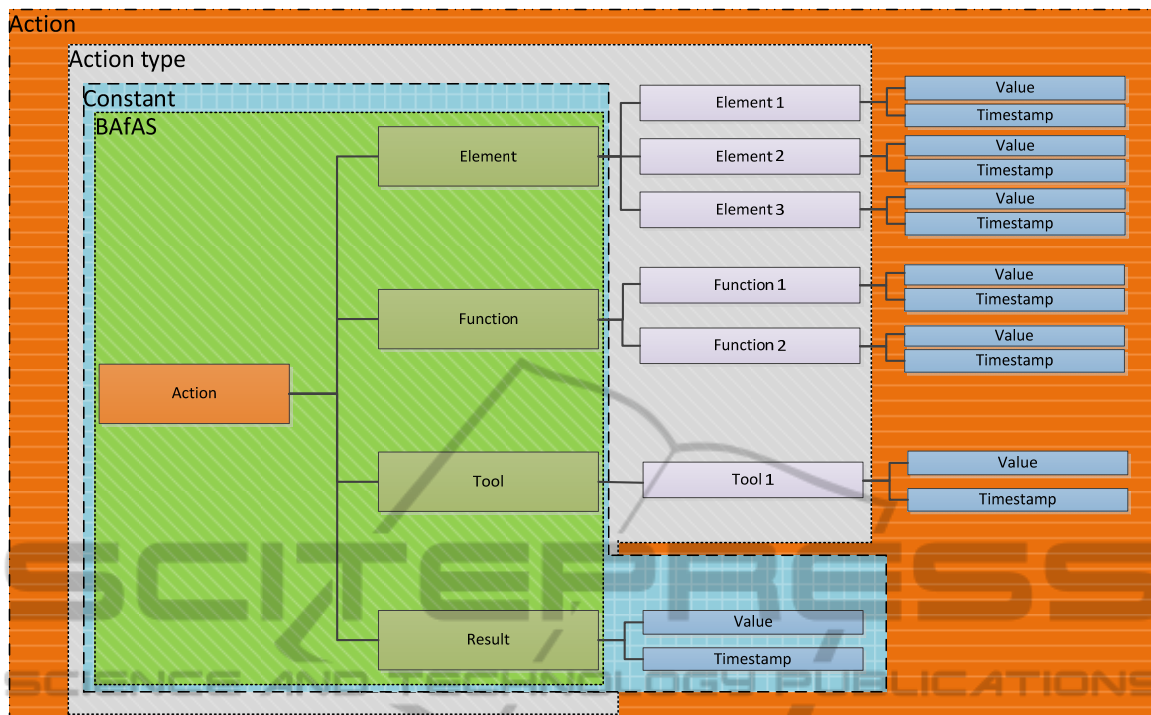 Action
Action type
Constant
BAfAS
Element
Element 1
Value
Timestamp
Element 2
Value
Timestamp
Element 3
Value
Timestamp
Function
Function 1
Value
Timestamp
Function 2
Value
Timestamp
Action
Tool
Tool 1
Value
Timestamp
Result
Value
Timestamp
SCITEPRESS
SCIENCE AND TECHNOLOGY PUBLICATIONS